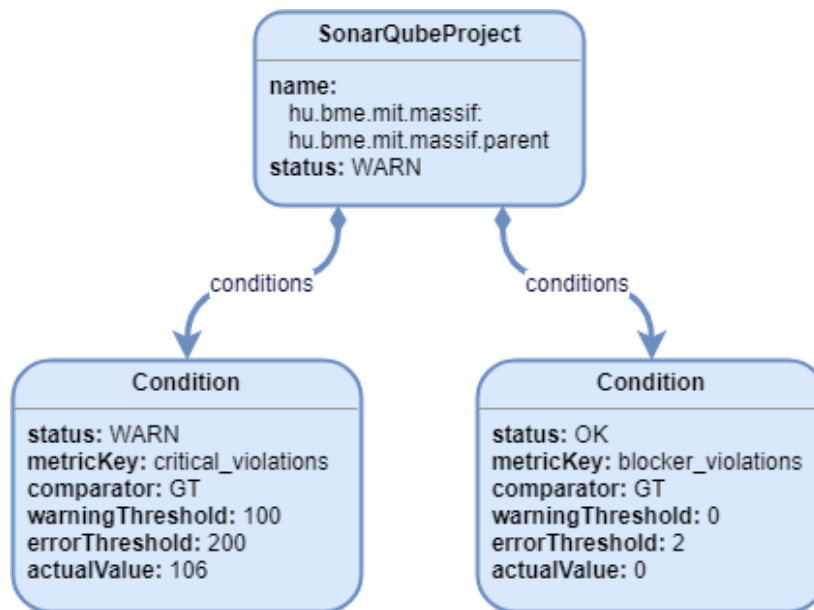 SonarQubeProject
name:
hu.bme.mit.massif:
hu.bme.mit.massif.parent
status: WARN
conditions
conditions
Condition
status: WARN
metricKey: critical_violations
comparator: GT
warningThreshold: 100
errorThreshold: 200
actualValue: 106
Condition
status: OK
metricKey: blocker_violations
comparator: GT
warningThreshold: 0
errorThreshold: 2
actualValue: 0